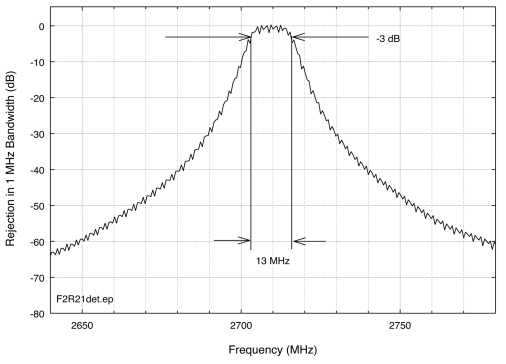 0
-10
-20
-30
-40
-50
-60
-70
-80
Rejection in 1 MHz Bandwidth (dB)
-3 dB
13 MHz
F2R21det.ep
2650
2700
2750
Frequency (MHz)